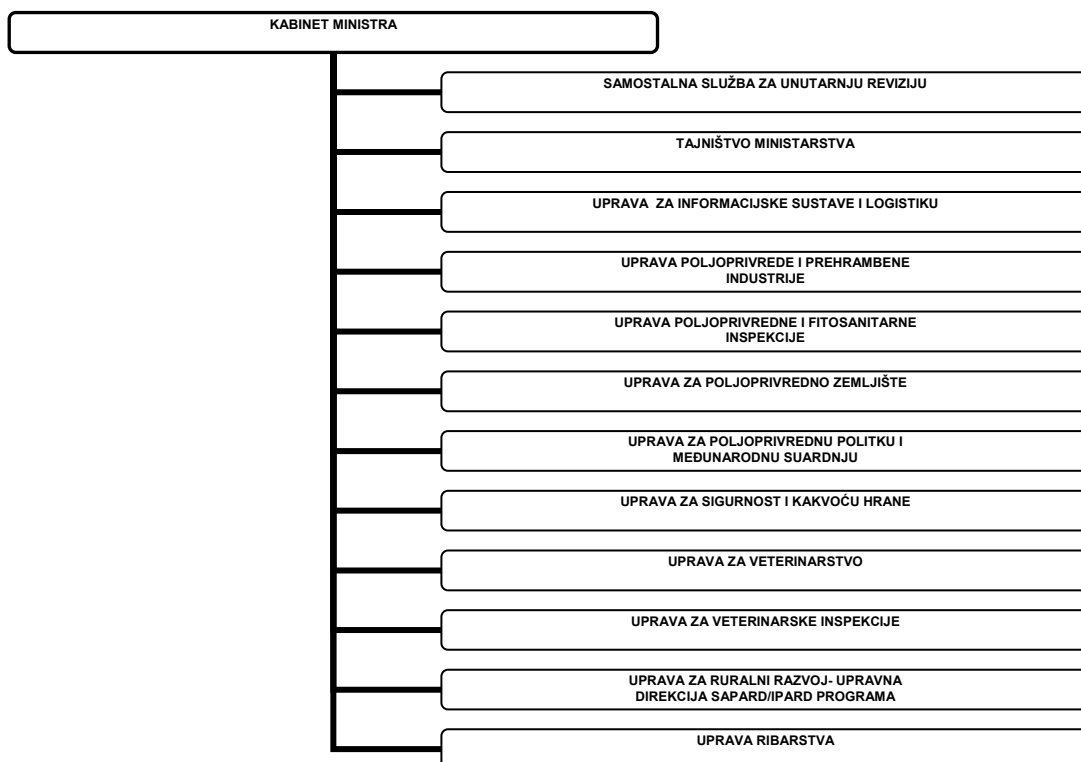 KABINET MINISTRA
SAMOSTALNA SLUŽBA ZA UNUTARNJU REVIZIJU
TAJNIŠTVO MINISTARSTVA
UPRAVA  ZA INFORMACIJSKE SUSTAVE I LOGISTIKU
UPRAVA POLJOPRIVREDE I PREHRAMBENE
INDUSTRIJE
UPRAVA POLJOPRIVREDNE I FITOSANITARNE
INSPEKCIJE
UPRAVA ZA POLJOPRIVREDNO ZEMLJIŠTE
UPRAVA ZA POLJOPRIVREDNU POLITKU I
MEĐUNARODNU SUARDNJU
UPRAVA ZA SIGURNOST I KAKVOĆU HRANE
UPRAVA ZA VETERINARSTVO
UPRAVA ZA VETERINARSKE INSPEKCIJE
UPRAVA ZA RURALNI RAZVOJ- UPRAVNA
DIREKCIJA SAPARD/IPARD PROGRAMA
UPRAVA RIBARSTVA